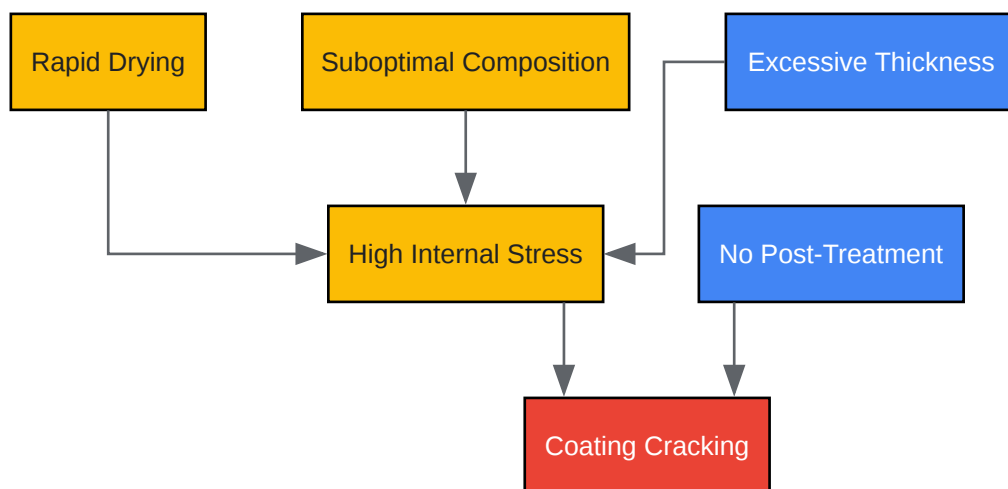 Rapid Drying
Suboptimal Composition
Excessive Thickness
High Internal Stress
No Post-Treatment
Coating Cracking